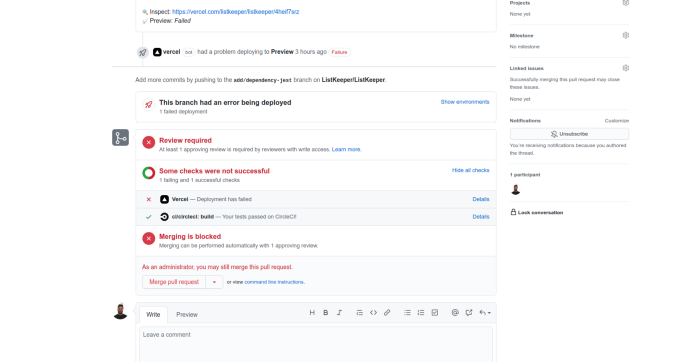 Inspect: https://vercel.com/listkeeper/listkeeper/4heif7srz
Preview: Failed
vercel bot had a problem deploying to Preview 3 hours ago Failure
Add more commits by pushing to the add/dependency-jest branch on ListKeeper/ListKeeper.
This branch had an error being deployed
1 failed deployment
Show environments
Review required
At least 1 approving review is required by reviewers with write access. Learn more.
Some checks were not successful
1 failing and 1 successful checks
Hide all checks
Vercel — Deployment has failed
Details
ci/circleci: build — Your tests passed on CircleCI!
Details
Merging is blocked
Merging can be performed automatically with 1 approving review.
As an administrator, you may still merge this pull request.
Merge pull request
or view command line instructions.
Write
Preview
H B I
Leave a comment
Projects
None yet
Milestone
No milestone
Linked issues
Successfully merging this pull request may close
these issues.
None yet
Notifications
Customize
Unsubscribe
You're receiving notifications because you authored
the thread.
1 participant
Lock conversation